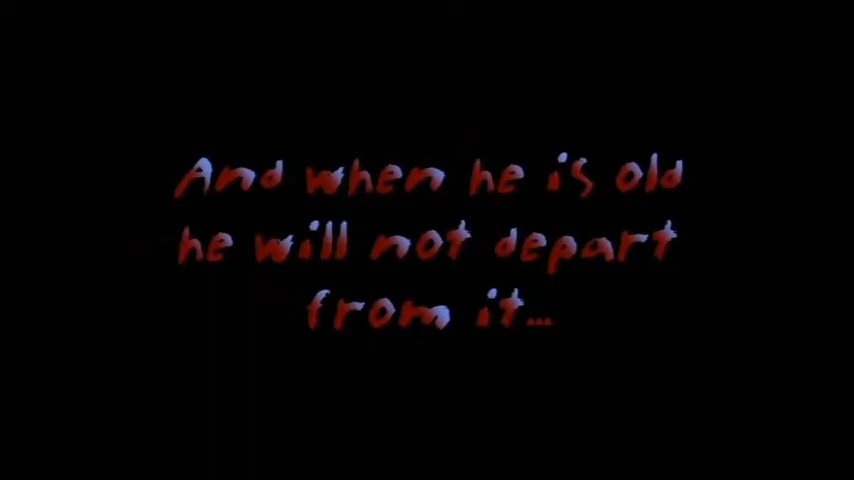 And when he is old
he will not depart
from it...